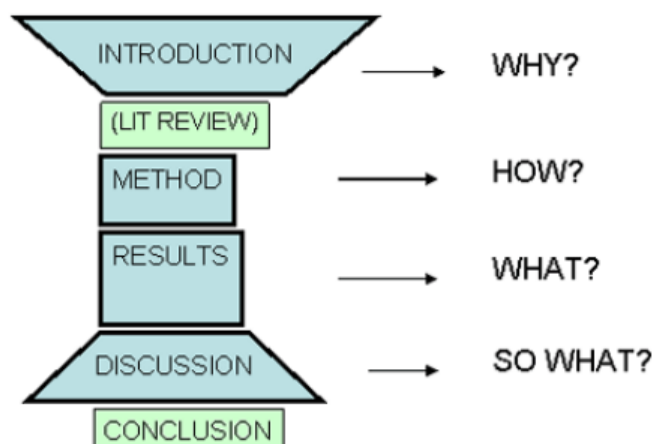 INTRODUCTION
WHY?
(LIT REVIEW)
METHOD
HOW?
RESULTS
WHAT?
DISCUSSION
SO WHAT?
CONCLUSION